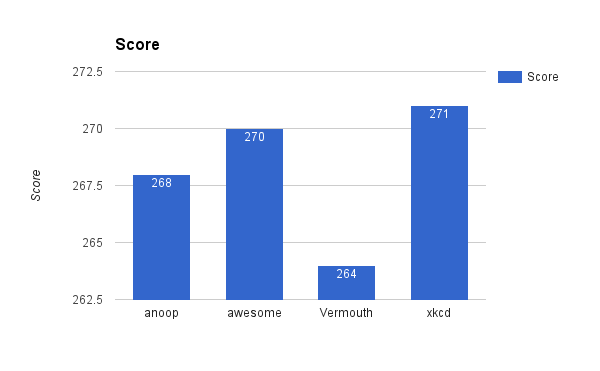 Score
272.5
270
267.5
265
262.5
Score
268
270
264
271
anoop
awesome
Vermouth
xkcd
Score